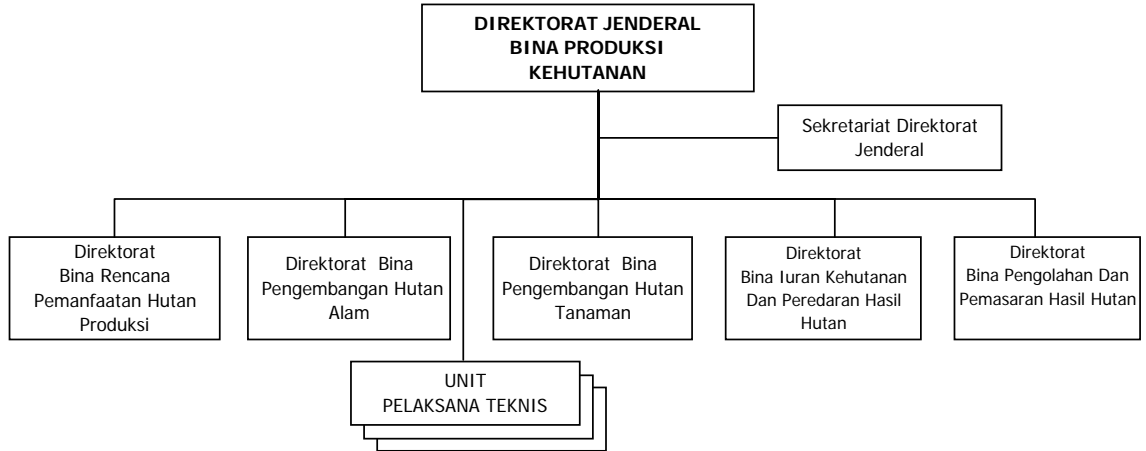 DIREKTORAT JENDERAL
BINA PRODUKSI
KEHUTANAN
Sekretariat Direktorat
Jenderal
Direktorat
Bina Rencana
Pemanfaatan Hutan
Produksi
Direktorat Bina
Pengembangan Hutan
Alam
Direktorat Bina
Pengembangan Hutan
Tanaman
Direktorat
Bina Iuran Kehutanan
Dan Peredaran Hasil
Hutan
Direktorat
Bina Pengolahan Dan
Pemasaran Hasil Hutan
UNIT
PELAKSANA TEKNIS